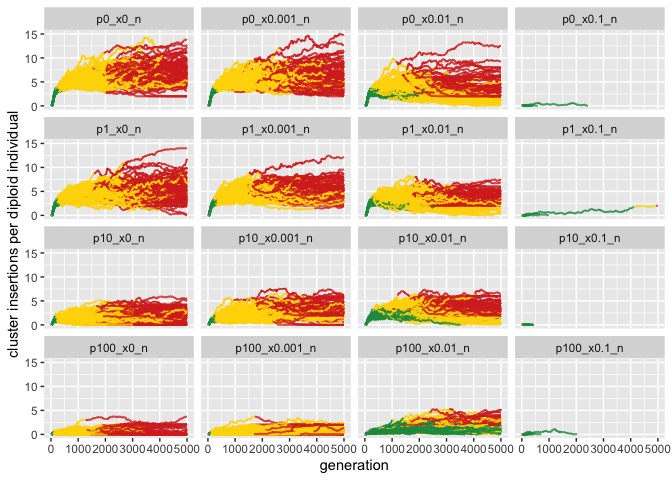 p0_x0_n p0_x0.001_n p0_x0.01_n p0_x0.1_n
15
10
5
0
p1_x0_n p1_x0.001_n p1_x0.01_n p1_x0.1_n
15
10
5
0
p10_x0_n p10_x0.001_n p10_x0.01_n p10_x0.1_n
15
10
5
0
p100_x0_n p100_x0.001_n p100_x0.01_n p100_x0.1_n
15
10
5
0
0 1000 2000 3000 4000 5000 0 1000 2000 3000 4000 5000 0 1000 2000 3000 4000 5000 0 1000 2000 3000 4000 5000
generation
cluster insertions per diploid individual